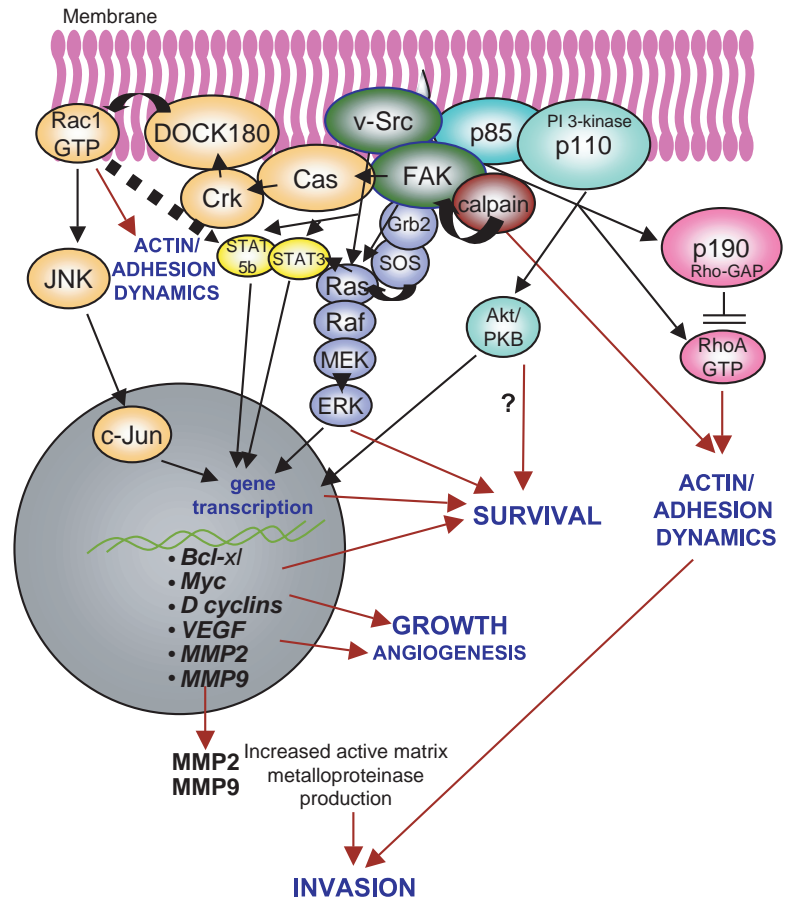 Membrane
Rac1
GTP
DOCK180
v-Src
p85
PI 3-kinase
p110
Crk
Cas
FAK
calpain
Grb2
SOS
STAT
5b
STAT3
ACTIN/
ADHESION
DYNAMICS
JNK
Ras
Raf
MEK
ERK
Akt/
PKB
?
p190
Rho-GAP
RhoA
GTP
c-Jun
gene
transcription
SURVIVAL
ACTIN/
ADHESION
DYNAMICS
• Bcl-xl
• Myc
• D cyclins
• VEGF
• MMP2
• MMP9
GROWTH
ANGIOGENESIS
MMP2
MMP9
Increased active matrix
metalloproteinase
production
INVASION